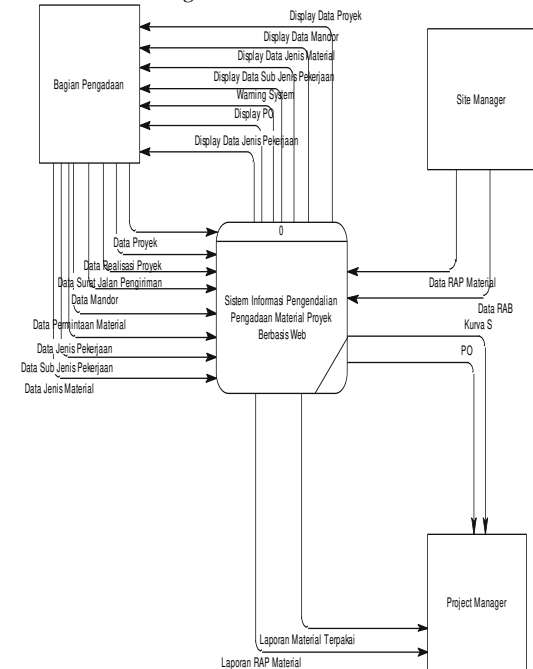 Display Data Proyek
Display Data Mandor
Display Data Jenis Material
Display Data Sub Jenis Pekerjaan
Warning System
Display PO
Display Data Jenis Pekerjaan
Bagian Pengadaan
Site Manager
0
Sistem Informasi Pengendalian
Pengadaan Material Proyek
Berbasis Web
Data Proyek
Data Realisasi Proyek
Data Surat Jalan Pengiriman
Data Mandor
Data Permintaan Material
Data Jenis Pekerjaan
Data Sub Jenis Pekerjaan
Data Jenis Material
Data RAP Material
Data RAB
Kurva S
PO
Project Manager
Laporan Material Terpakai
Laporan RAP Material